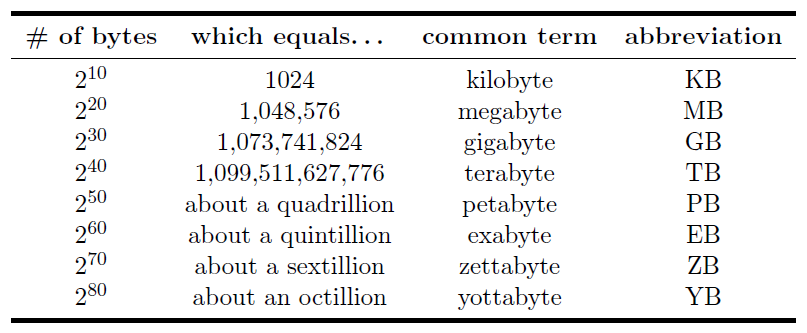 # of bytes which equals... common term abbreviation
2^10 1024 kilobyte KB
2^20 1,048,576 megabyte MB
2^30 1,073,741,824 gigabyte GB
2^40 1,099,511,627,776 terabyte TB
2^50 about a quadrillion petabyte PB
2^60 about a quintillion exabyte EB
2^70 about a sextillion zettabyte ZB
2^80 about an octillion yottabyte YB